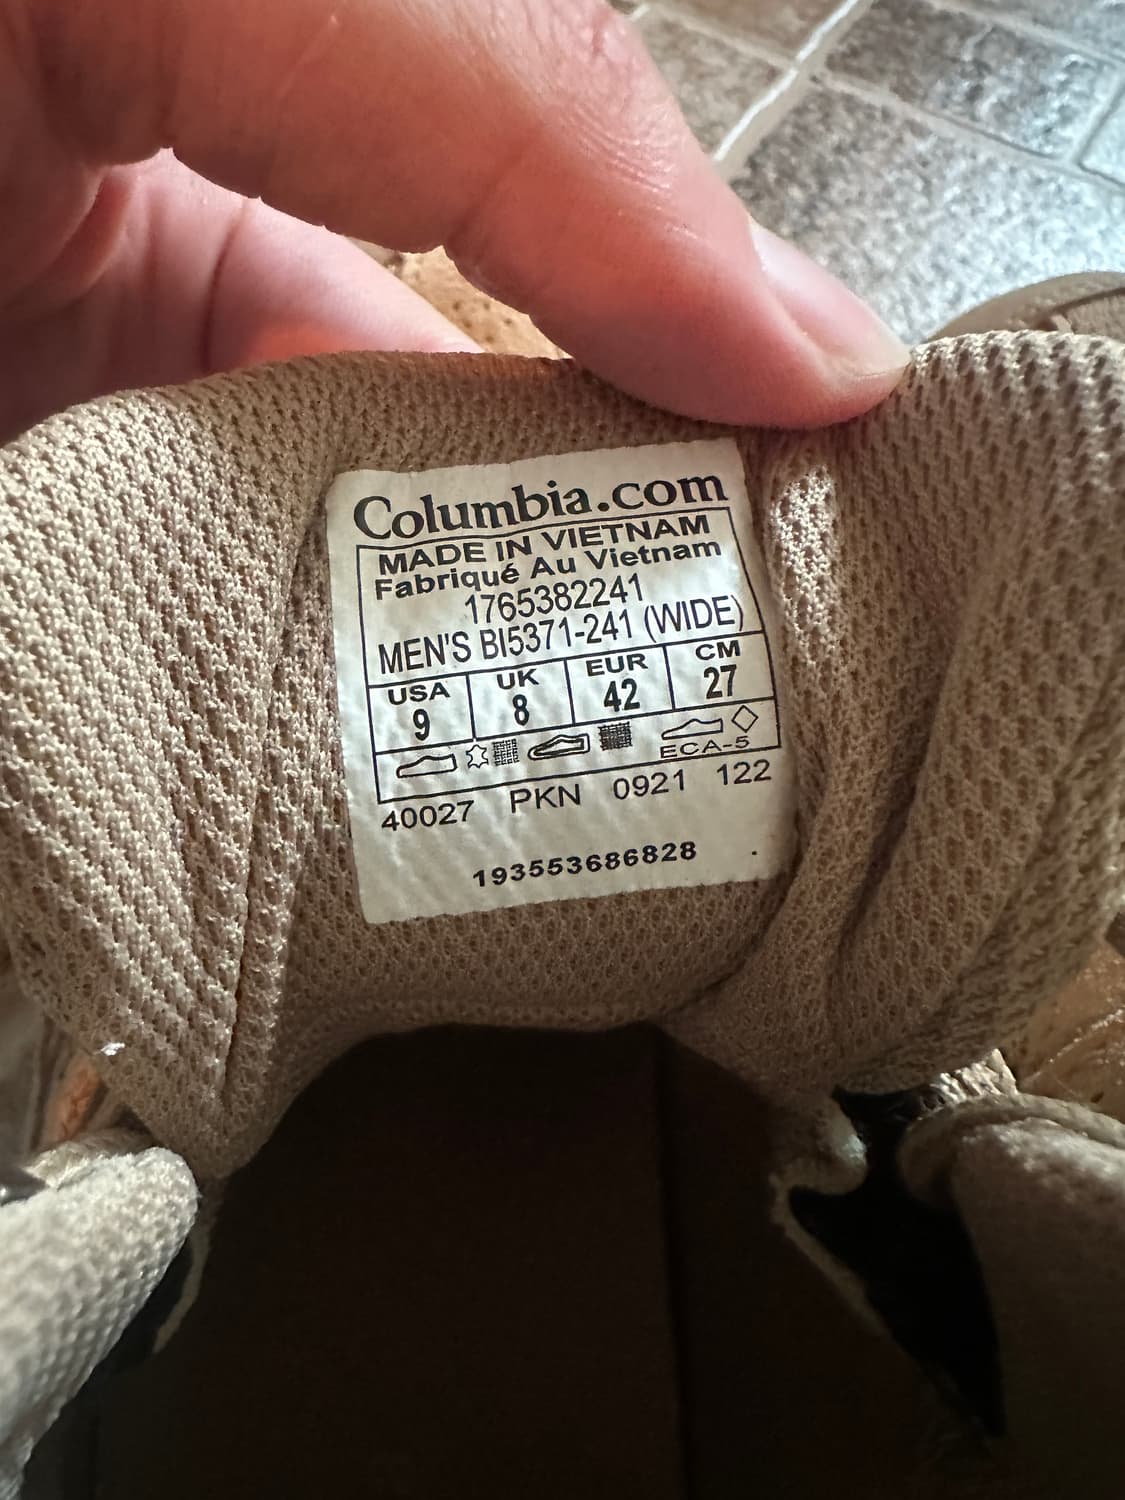 Columbia.com
MADE IN VIETNAM
Fabriqué Au Vietnam
1765382241
MEN'S BI5371-241 (WIDE)
USA UK EUR CM
9 8 42 27
ECA-5
40027 PKN 0921 122
193553686828